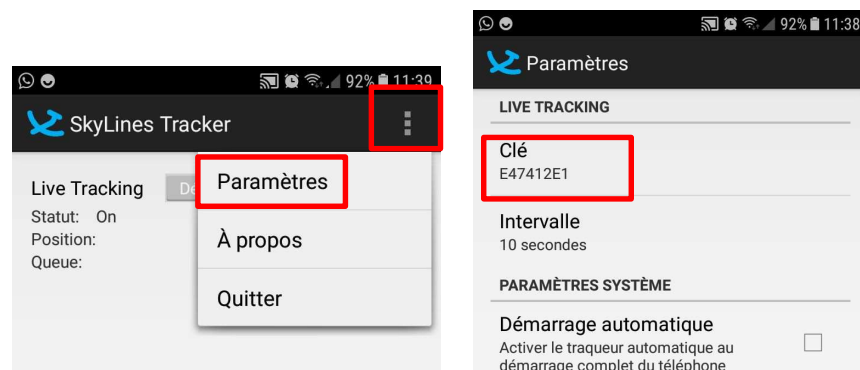 92% 11:39
SkyLines Tracker
Live Tracking
Statut: On
Position:
Queue:
Paramètres
À propos
Quitter
92% 11:38
Paramètres
LIVE TRACKING
Clé
E47412E1
Intervalle
10 secondes
PARAMÈTRES SYSTÈME
Démarrage automatique
Activer le traqueur automatique au
démarrage complet du téléphone